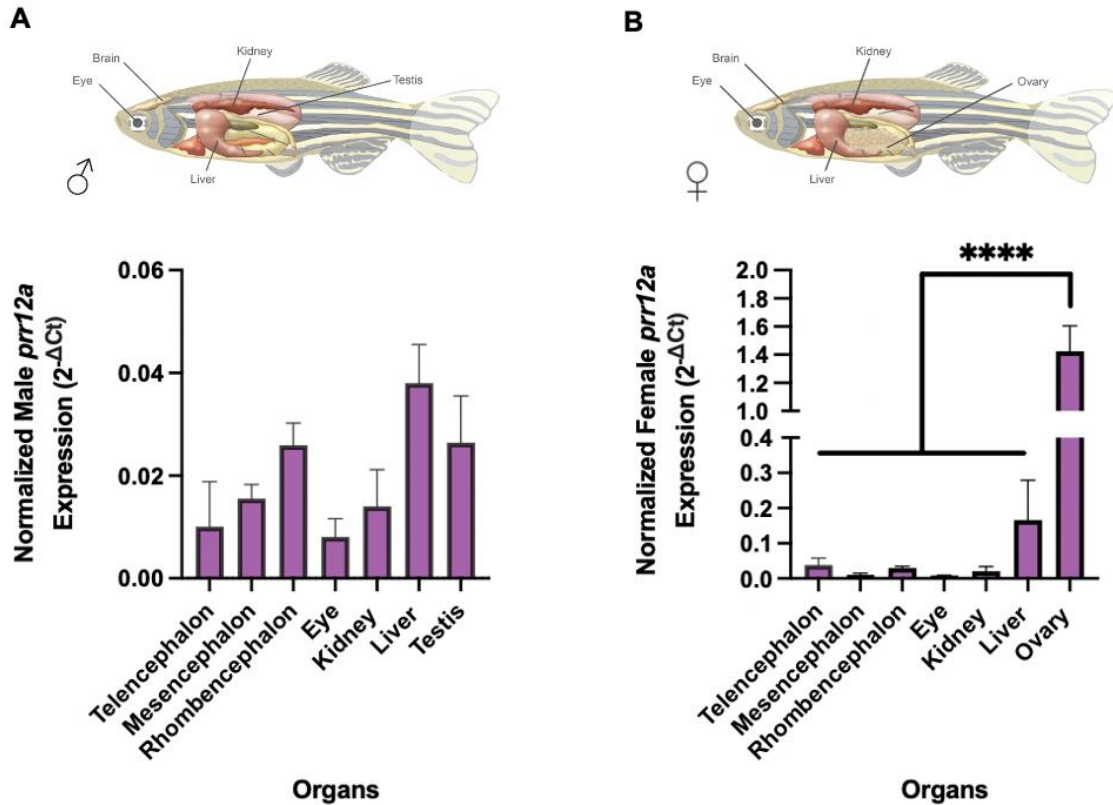 A
Brain
Eye
Kidney
Testis
Liver
♂
Normalized Male prr12a
Expression (2-ΔCt)
0.06
0.04
0.02
0.00
Telencephalon
Mesencephalon
Rhombencephalon
Eye
Kidney
Liver
Testis
Organs
B
Brain
Eye
Kidney
Ovary
Liver
♀
Normalized Female prr12a
Expression (2-ΔCt)
****
2.0
1.8
1.6
1.4
1.2
1.0
0.4
0.3
0.2
0.1
0.0
Telencephalon
Mesencephalon
Rhombencephalon
Eye
Kidney
Liver
Ovary
Organs